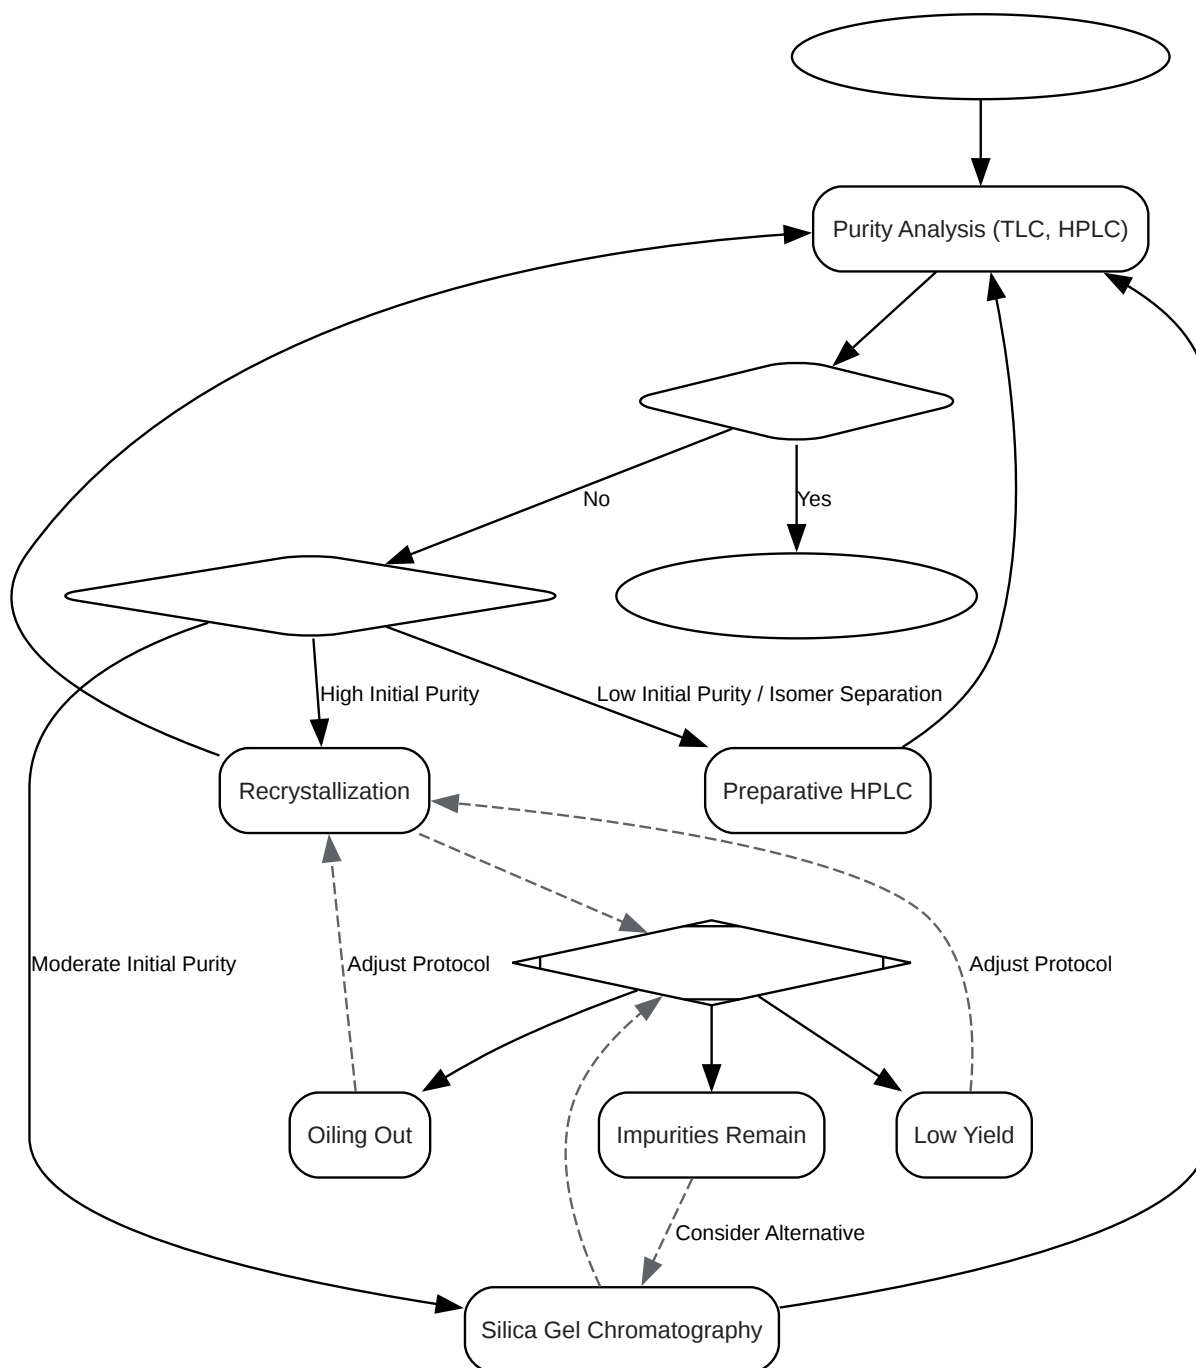 Purity Analysis (TLC, HPLC)
No
Yes
High Initial Purity
Low Initial Purity / Isomer Separation
Recrystallization
Preparative HPLC
Moderate Initial Purity
Adjust Protocol
Adjust Protocol
Oiling Out
Impurities Remain
Low Yield
Consider Alternative
Silica Gel Chromatography